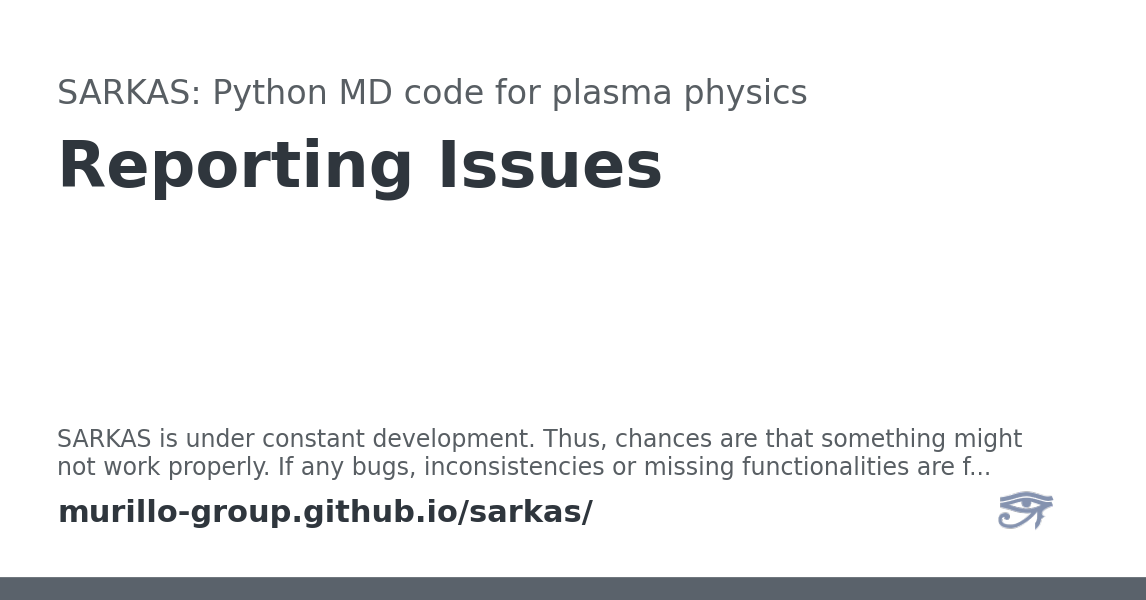 SARKAS: Python MD code for plasma physics
Reporting Issues
SARKAS is under constant development. Thus, chances are that something might
not work properly. If any bugs, inconsistencies or missing functionalities are f...
murillo-group.github.io/sarkas/